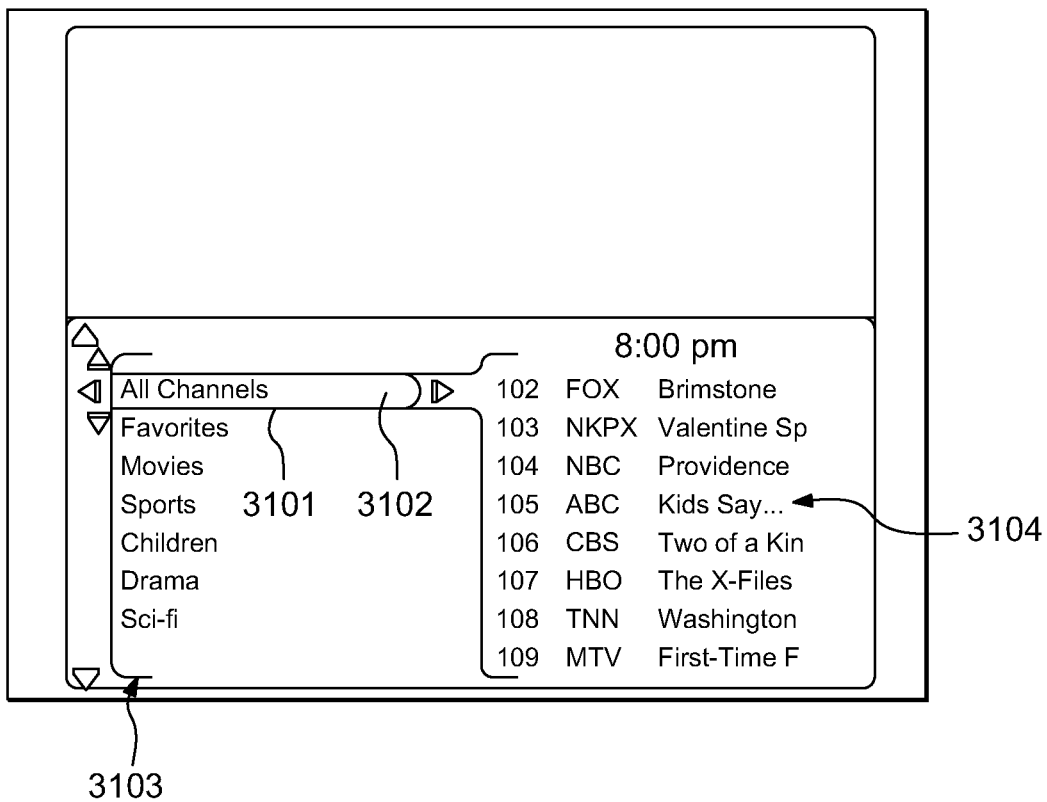 8:00 pm
All Channels 102 FOX Brimstone
Favorites 103 NKPX Valentine Sp
Movies 104 NBC Providence
Sports 3101 3102 105 ABC Kids Say...
3104
Children 106 CBS Two of a Kin
Drama 107 HBO The X-Files
Sci-fi 108 TNN Washington
109 MTV First-Time F
3103